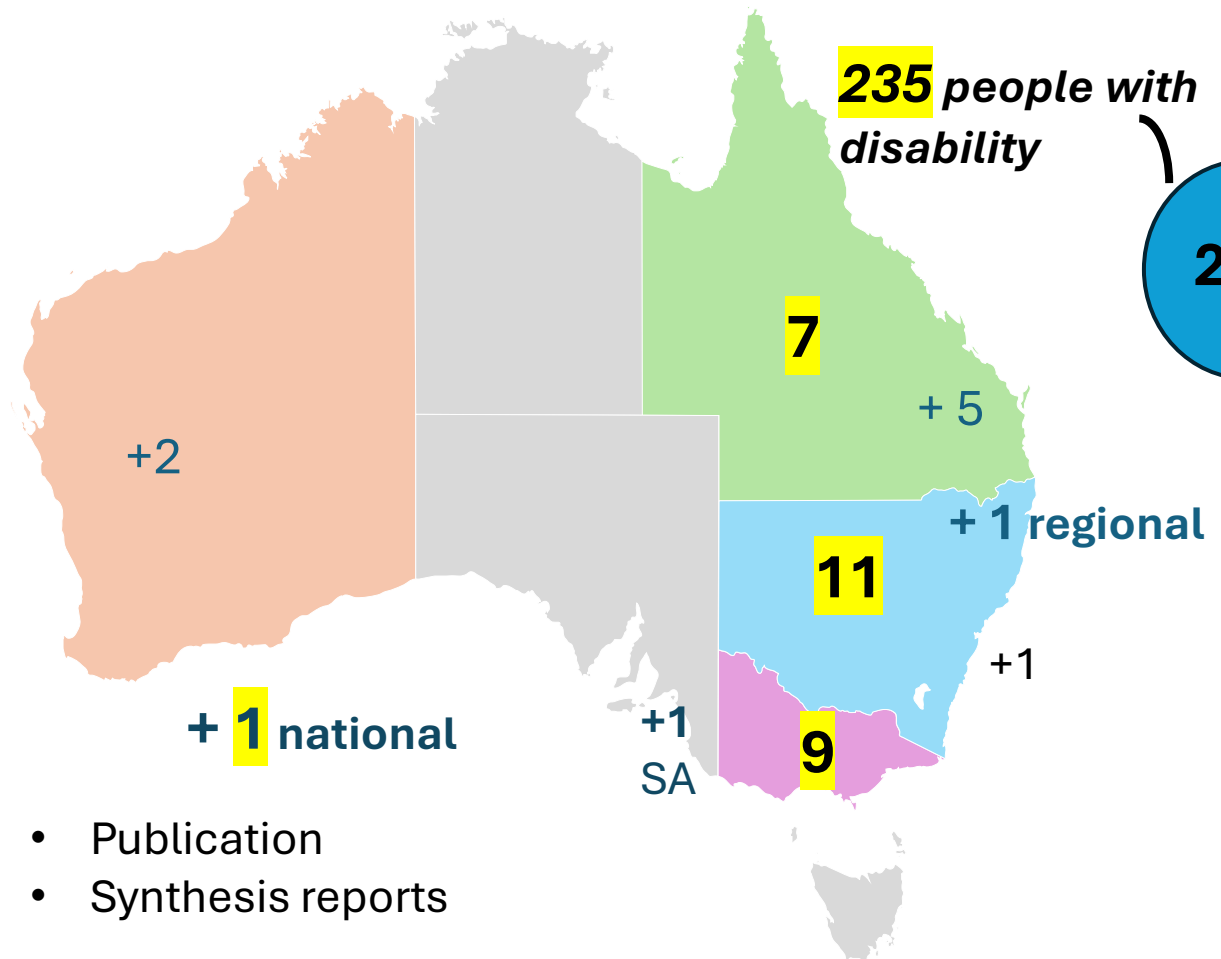 235 people with
disability
2
7
+ 5
+2
+ 1 regional
11
+1
+ 1 national
+1
SA
9
• Publication
• Synthesis reports